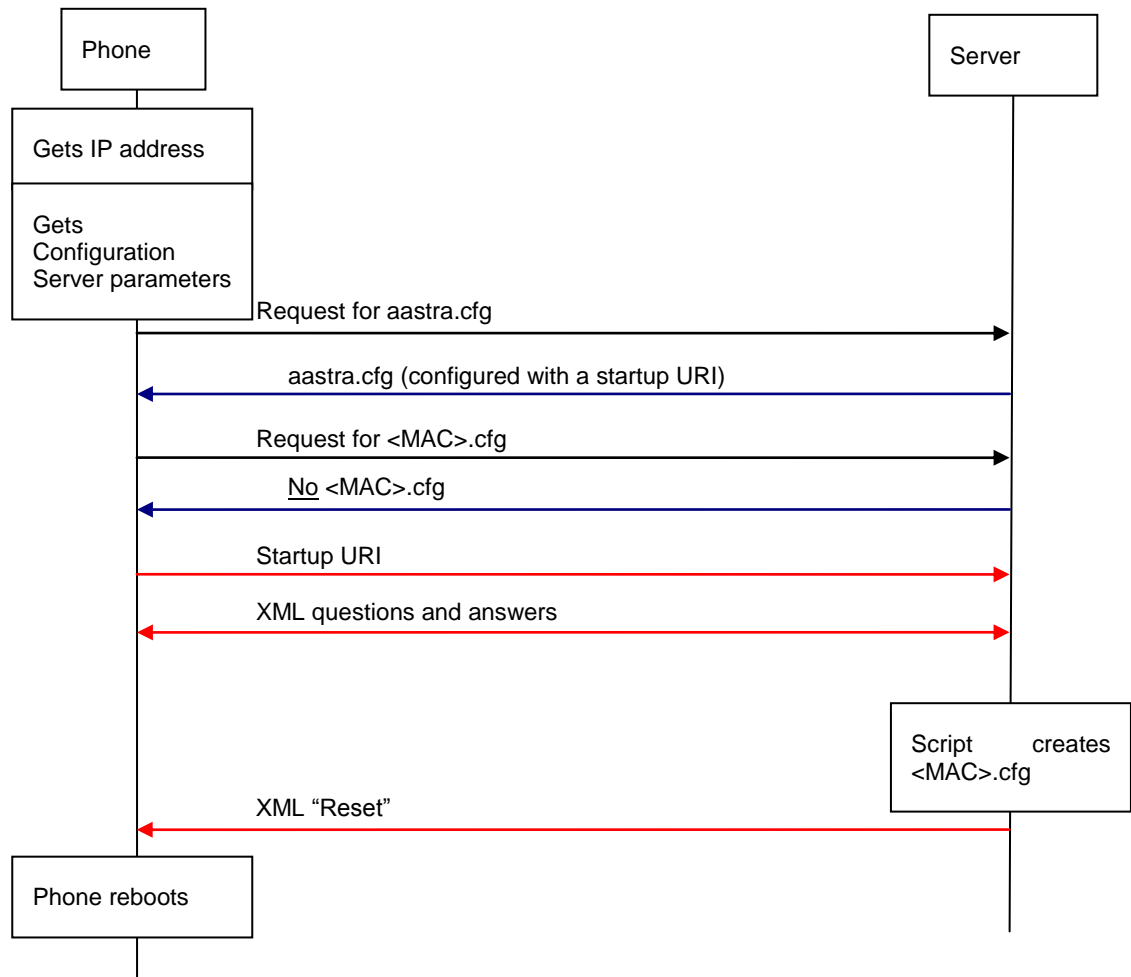 Phone
Server
Gets IP address
Gets
Configuration
Server parameters
Request for aastra.cfg
aastra.cfg (configured with a startup URI)
Request for <MAC>.cfg
No <MAC>.cfg
Startup URI
XML questions and answers
Script creates
<MAC>.cfg
XML “Reset”
Phone reboots